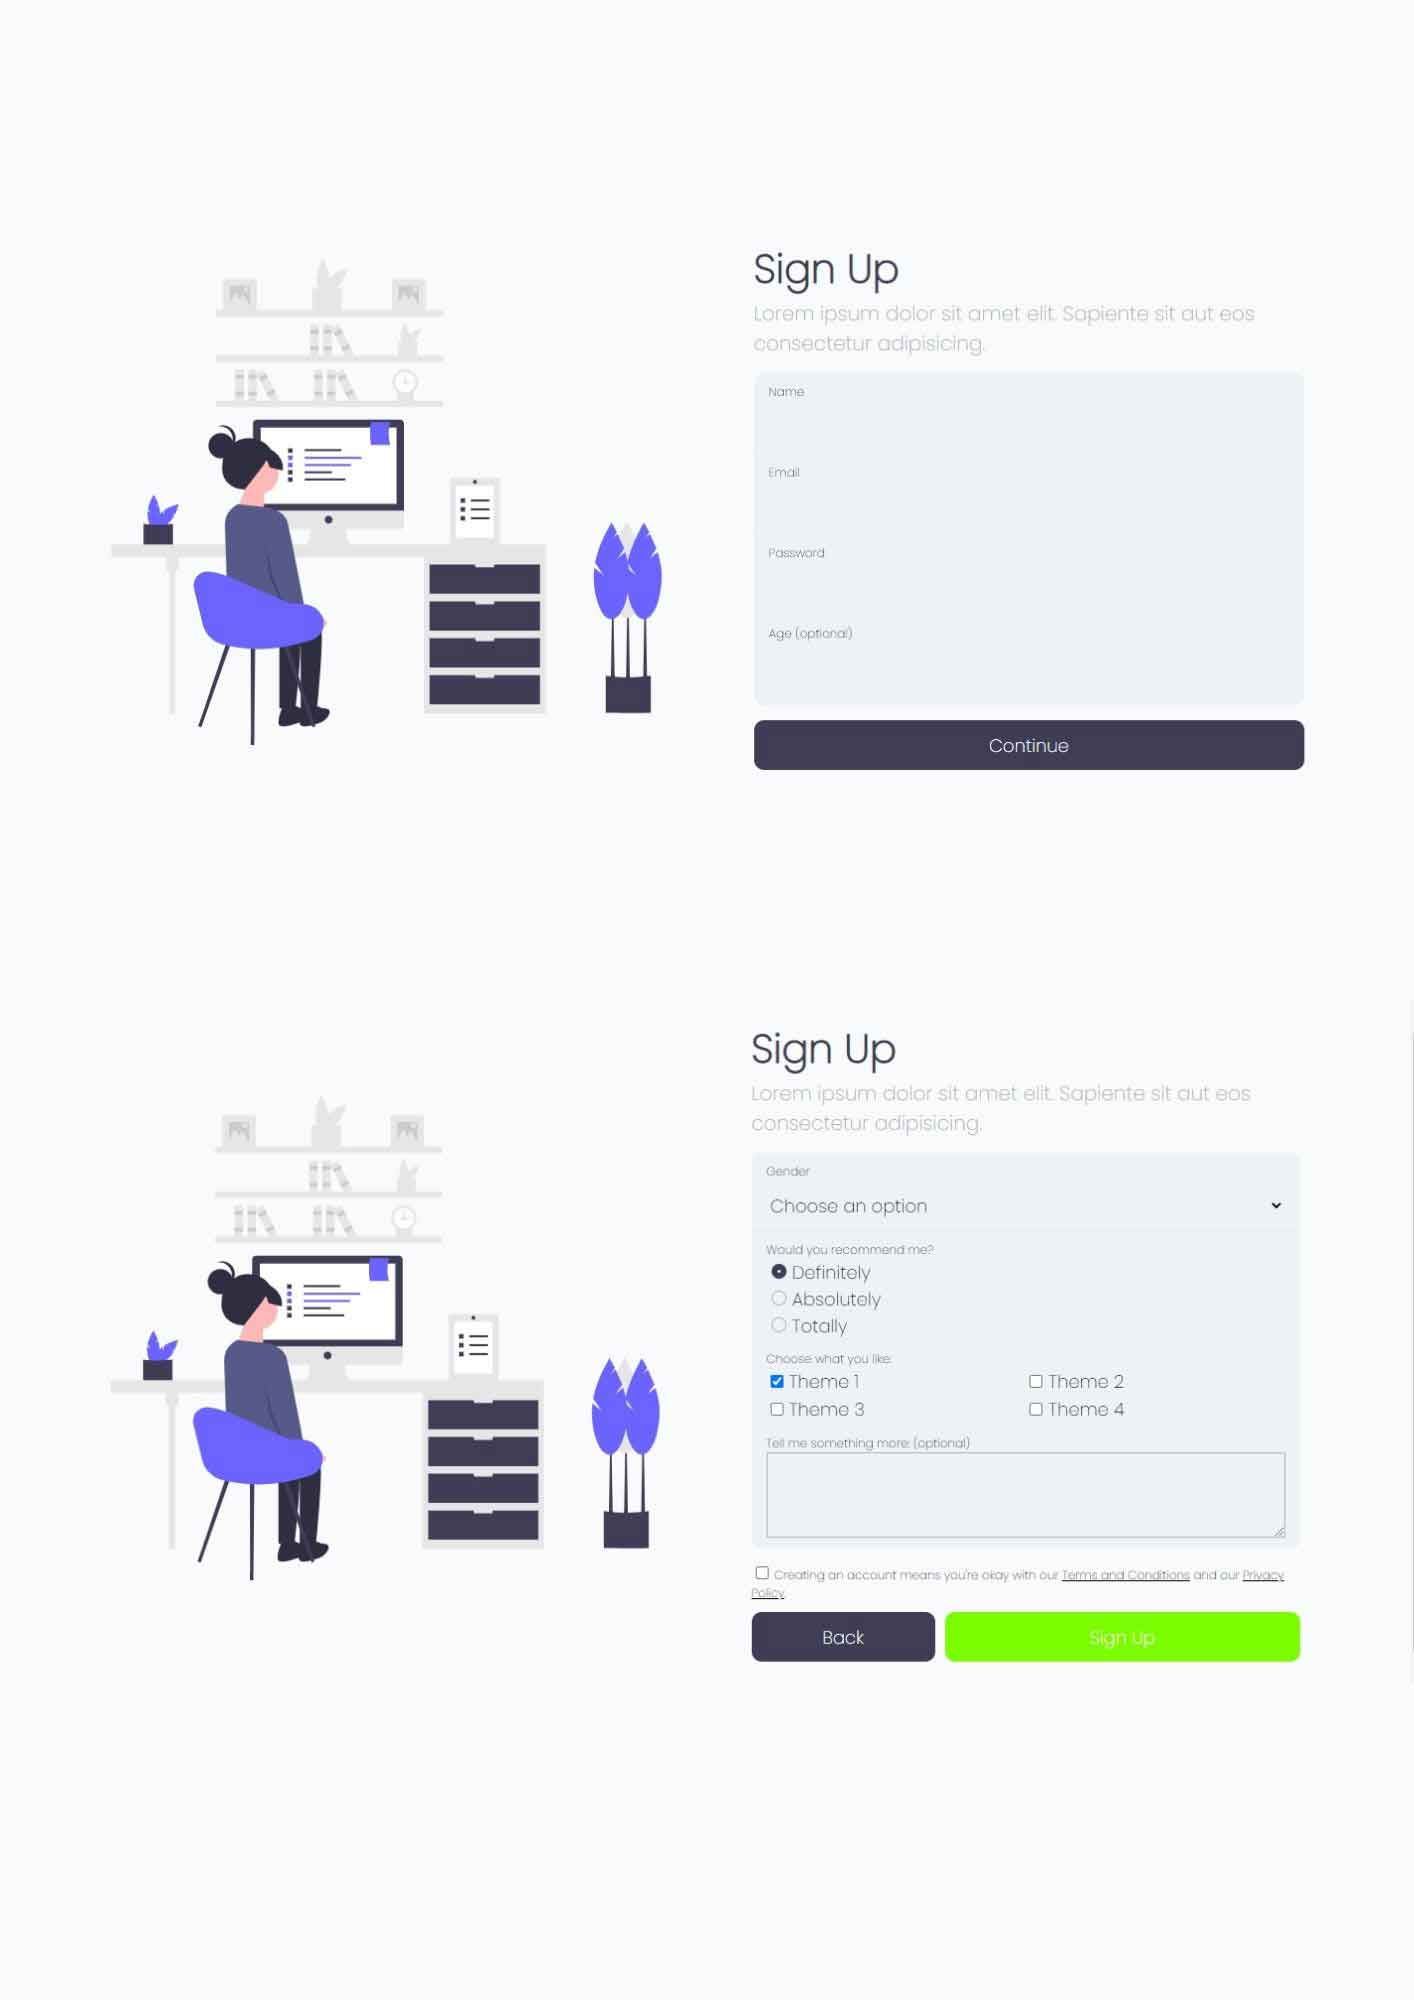 Sign Up
Lorem ipsum dolor sit amet elit. Sapiente sit aut eos
consectetur adipisicing.
Name
Email
Password
Age (optional)
Continue
Sign Up
Lorem ipsum dolor sit amet elit. Sapiente sit aut eos
consectetur adipisicing.
Gender
Choose an option
Would you recommend me?
Definitely
Absolutely
Totally
Choose what you like:
Theme 1 Theme 2
Theme 3 Theme 4
Tell me something more: (optional)
Creating an account means you're okay with our Terms and Conditions and our Privacy
Policy.
Back Sign Up